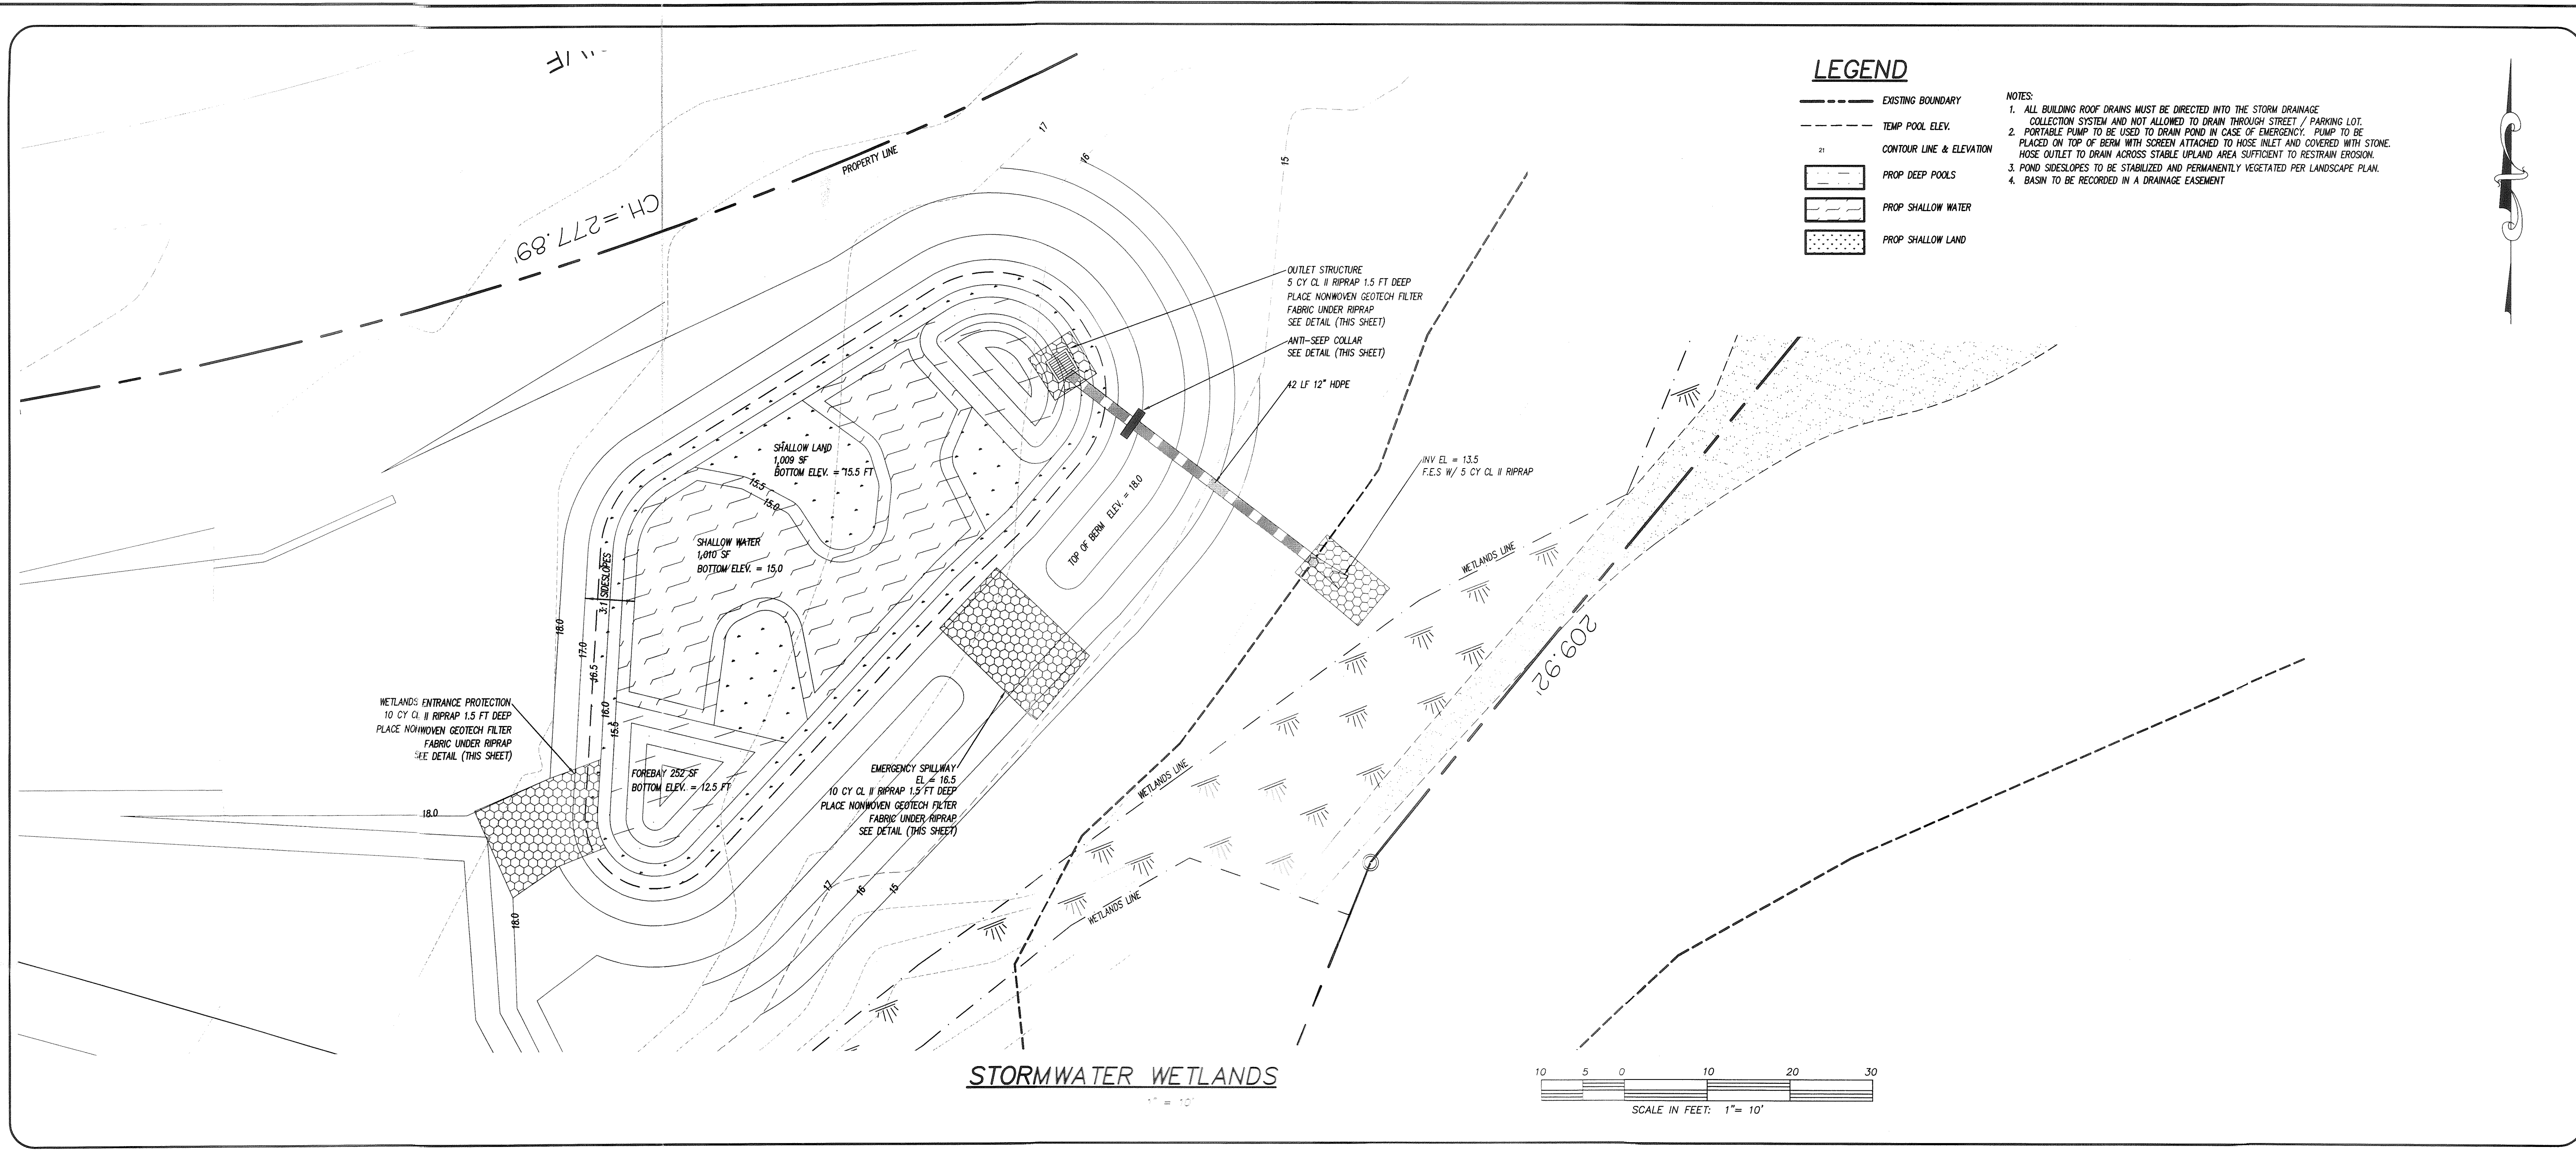 LEGEND
EXISTING BOUNDARY
TEMP POOL ELEV.
21
CONTOUR LINE & ELEVATION
PROP DEEP POOLS
PROP SHALLOW WATER
PROP SHALLOW LAND
NOTES:
1. ALL BUILDING ROOF DRAINS MUST BE DIRECTED INTO THE STORM DRAINAGE
COLLECTION SYSTEM AND NOT ALLOWED TO DRAIN THROUGH STREET / PARKING LOT.
2. PORTABLE PUMP TO BE USED TO DRAIN POND IN CASE OF EMERGENCY. PUMP TO BE
PLACED ON TOP OF BERM WITH SCREEN ATTACHED TO HOSE INLET AND COVERED WITH STONE.
HOSE OUTLET TO DRAIN ACROSS STABLE UPLAND AREA SUFFICIENT TO RESTRAIN EROSION.
3. POND SIDESLOPES TO BE STABILIZED AND PERMANENTLY VEGETATED PER LANDSCAPE PLAN.
4. BASIN TO BE RECORDED IN A DRAINAGE EASEMENT
PROPERTY LINE
CH.=277.89'
17
16
15
OUTLET STRUCTURE
5 CY CL II RIPRAP 1.5 FT DEEP
PLACE NONWOVEN GEOTECH FILTER
FABRIC UNDER RIPRAP
SEE DETAIL (THIS SHEET)
ANTI-SEEP COLLAR
SEE DETAIL (THIS SHEET)
42 LF 12" HDPE
INV EL = 13.5
F.E.S W/ 5 CY CL II RIPRAP
SHALLOW LAND
1,009 SF
BOTTOM ELEV. = 15.5 FT
15.5
15.0
SHALLOW WATER
1,010 SF
BOTTOM ELEV. = 15.0
TOP OF BERM ELEV. = 18.0
3:1 SIDESLOPES
18.0
17.0
16.5
16.0
15.5
WETLANDS LINE
209.92'
WETLANDS ENTRANCE PROTECTION
10 CY CL II RIPRAP 1.5 FT DEEP
PLACE NONWOVEN GEOTECH FILTER
FABRIC UNDER RIPRAP
SEE DETAIL (THIS SHEET)
FOREBAY 252 SF
BOTTOM ELEV. = 12.5 FT
EMERGENCY SPILLWAY
EL = 16.5
10 CY CL II RIPRAP 1.5 FT DEEP
PLACE NONWOVEN GEOTECH FILTER
FABRIC UNDER RIPRAP
SEE DETAIL (THIS SHEET)
WETLANDS LINE
18.0
18.0
17
16
15
WETLANDS LINE
STORMWATER WETLANDS
1" = 10'
10 5 0 10 20 30
SCALE IN FEET: 1"= 10'